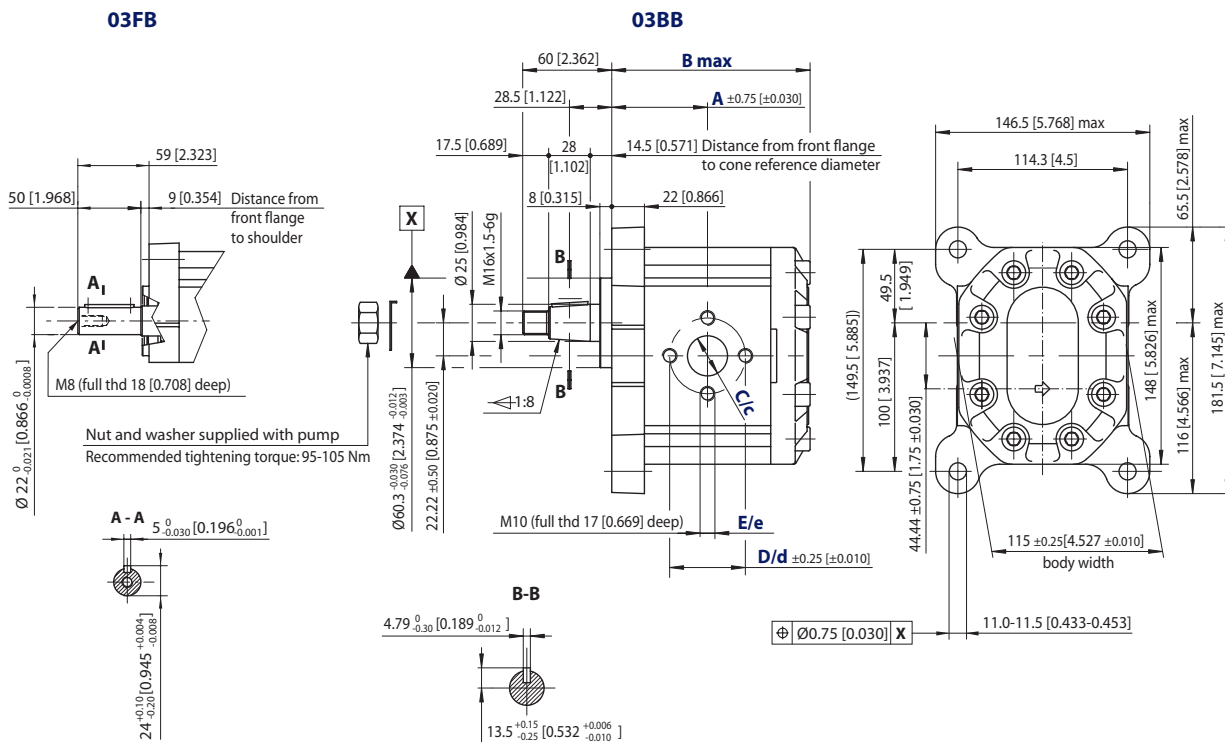 03FB
03BB
60 [2.362]
B max
28.5 [1.122]
A ±0.75 [±0.030]
17.5 [0.689]
28
[1.102]
14.5 [0.571] Distance from front flange
to cone reference diameter
8 [0.315]
22 [0.866]
59 [2.323]
50 [1.968]
9 [0.354] Distance from
front flange
to shoulder
X
Ø 25 [0.984]
M16x1.5-6g
B
B
A
A
Ø 22 0 -0.021 [0.866 0 -0.0008]
M8 (full thd 18 [0.708] deep)
Nut and washer supplied with pump
Recommended tightening torque: 95-105 Nm
1:8
Ø60.3 -0.030 -0.076 [2.374 -0.012 -0.003]
22.22 ±0.50 [0.875 ±0.020]
C/c
M10 (full thd 17 [0.669] deep)
E/e
D/d ±0.25 [±0.010]
A - A
5 0 -0.030 [0.196 0 -0.001]
24 +0.10 -0.20 [0.945 +0.004 -0.008]
B-B
4.79 0 -0.30 [0.189 0 -0.012 ]
13.5 +0.15 -0.25 [0.532 +0.006 -0.010 ]
146.5 [5.768] max
114.3 [4.5]
65.5 [2.578] max
49.5
[ 1.949]
(149.5 [ 5.885])
100 [ 3.937]
44.44 ±0.75 [1.75 ±0.030]
148 [ 5.826] max
116 [4.566] max
181.5 [ 7.145] max
115 ±0.25[4.527 ±0.010]
body width
Ø0.75 [0.030] X
11.0-11.5 [0.433-0.453]